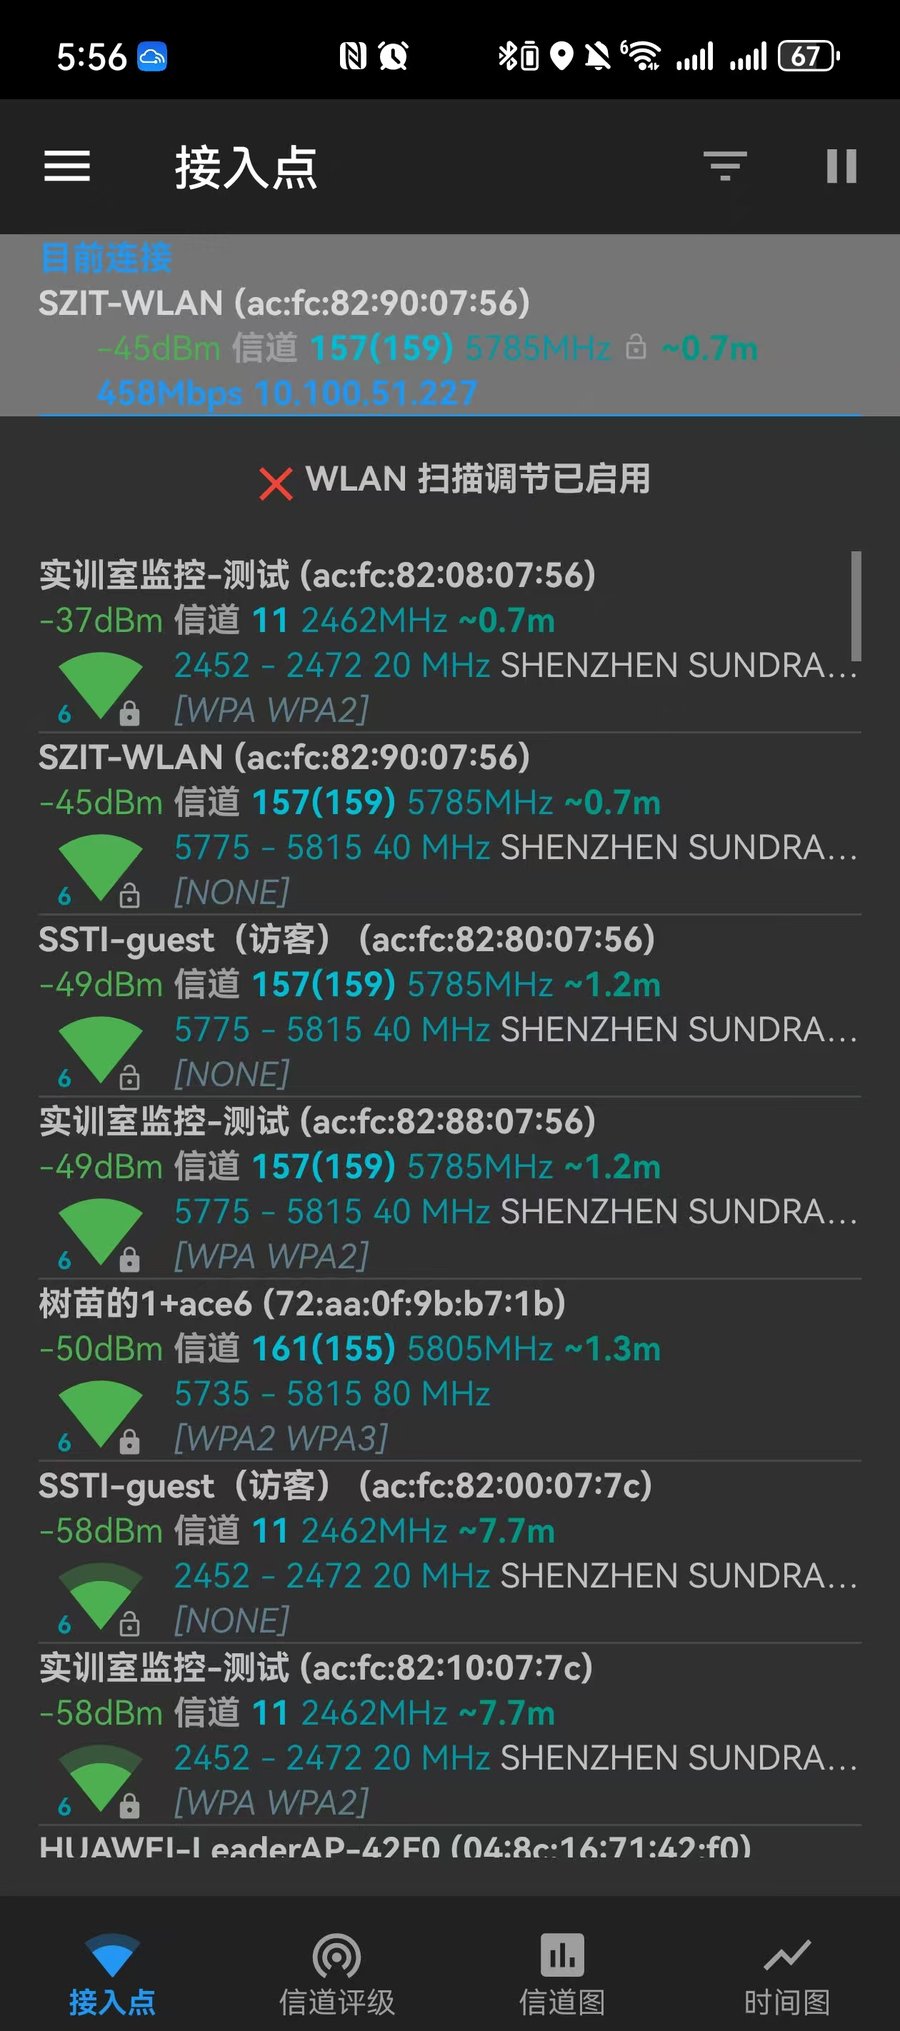 5:56
6
67
接入点
目前连接
SZIT-WLAN (ac:fc:82:90:07:56)
-45dBm 信道 157(159) 5785MHz ~0.7m
458Mbps 10.100.51.227
WLAN 扫描调节已启用
实训室监控-测试 (ac:fc:82:08:07:56)
-37dBm 信道 11 2462MHz ~0.7m
2452 - 2472 20 MHz SHENZHEN SUNDRA...
6 [WPA WPA2]
SZIT-WLAN (ac:fc:82:90:07:56)
-45dBm 信道 157(159) 5785MHz ~0.7m
5775 - 5815 40 MHz SHENZHEN SUNDRA...
6 [NONE]
SSTI-guest（访客） (ac:fc:82:80:07:56)
-49dBm 信道 157(159) 5785MHz ~1.2m
5775 - 5815 40 MHz SHENZHEN SUNDRA...
6 [NONE]
实训室监控-测试 (ac:fc:82:88:07:56)
-49dBm 信道 157(159) 5785MHz ~1.2m
5775 - 5815 40 MHz SHENZHEN SUNDRA...
6 [WPA WPA2]
树苗的1+ace6 (72:aa:0f:9b:b7:1b)
-50dBm 信道 161(155) 5805MHz ~1.3m
5735 - 5815 80 MHz
6 [WPA2 WPA3]
SSTI-guest（访客） (ac:fc:82:00:07:7c)
-58dBm 信道 11 2462MHz ~7.7m
2452 - 2472 20 MHz SHENZHEN SUNDRA...
6 [NONE]
实训室监控-测试 (ac:fc:82:10:07:7c)
-58dBm 信道 11 2462MHz ~7.7m
2452 - 2472 20 MHz SHENZHEN SUNDRA...
6 [WPA WPA2]
HUAWEI-LeaderAP-42F0 (04:8c:16:71:42:f0)
接入点 信道评级 信道图 时间图